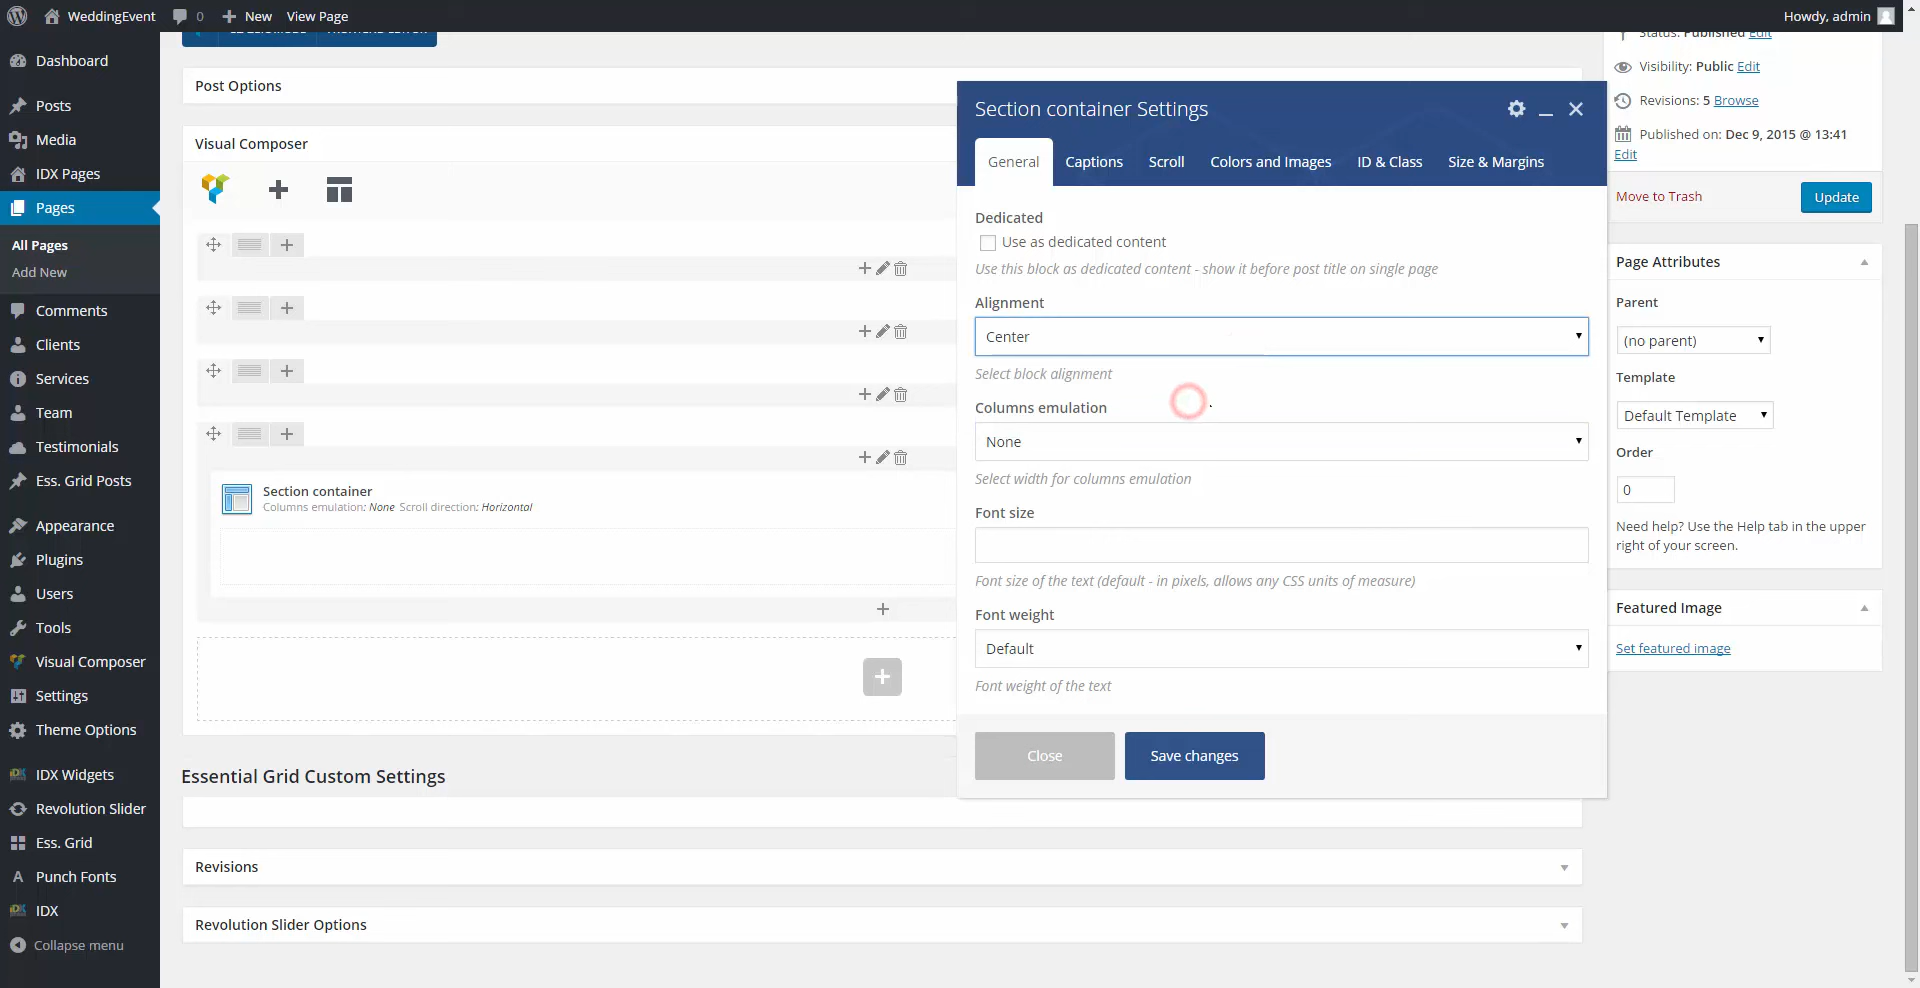 WeddingEvent
0
New
View Page
Howdy, admin
Dashboard
Posts
Media
IDX Pages
Pages
All Pages
Add New
Comments
Clients
Services
Team
Testimonials
Ess. Grid Posts
Appearance
Plugins
Users
Tools
Visual Composer
Settings
Theme Options
IDX Widgets
Revolution Slider
Ess. Grid
Punch Fonts
IDX
Collapse menu
Post Options
Visual Composer
Section container
Columns emulation: None Scroll direction: Horizontal
Essential Grid Custom Settings
Revisions
Revolution Slider Options
Section container Settings
General
Captions
Scroll
Colors and Images
ID & Class
Size & Margins
Dedicated
Use as dedicated content
Use this block as dedicated content - show it before post title on single page
Alignment
Center
Select block alignment
Columns emulation
None
Select width for columns emulation
Font size
Font size of the text (default - in pixels, allows any CSS units of measure)
Font weight
Default
Font weight of the text
Close
Save changes
Status: Published Edit
Visibility: Public Edit
Revisions: 5 Browse
Published on: Dec 9, 2015 @ 13:41
Edit
Move to Trash
Update
Page Attributes
Parent
(no parent)
Template
Default Template
Order
0
Need help? Use the Help tab in the upper
right of your screen.
Featured Image
Set featured image